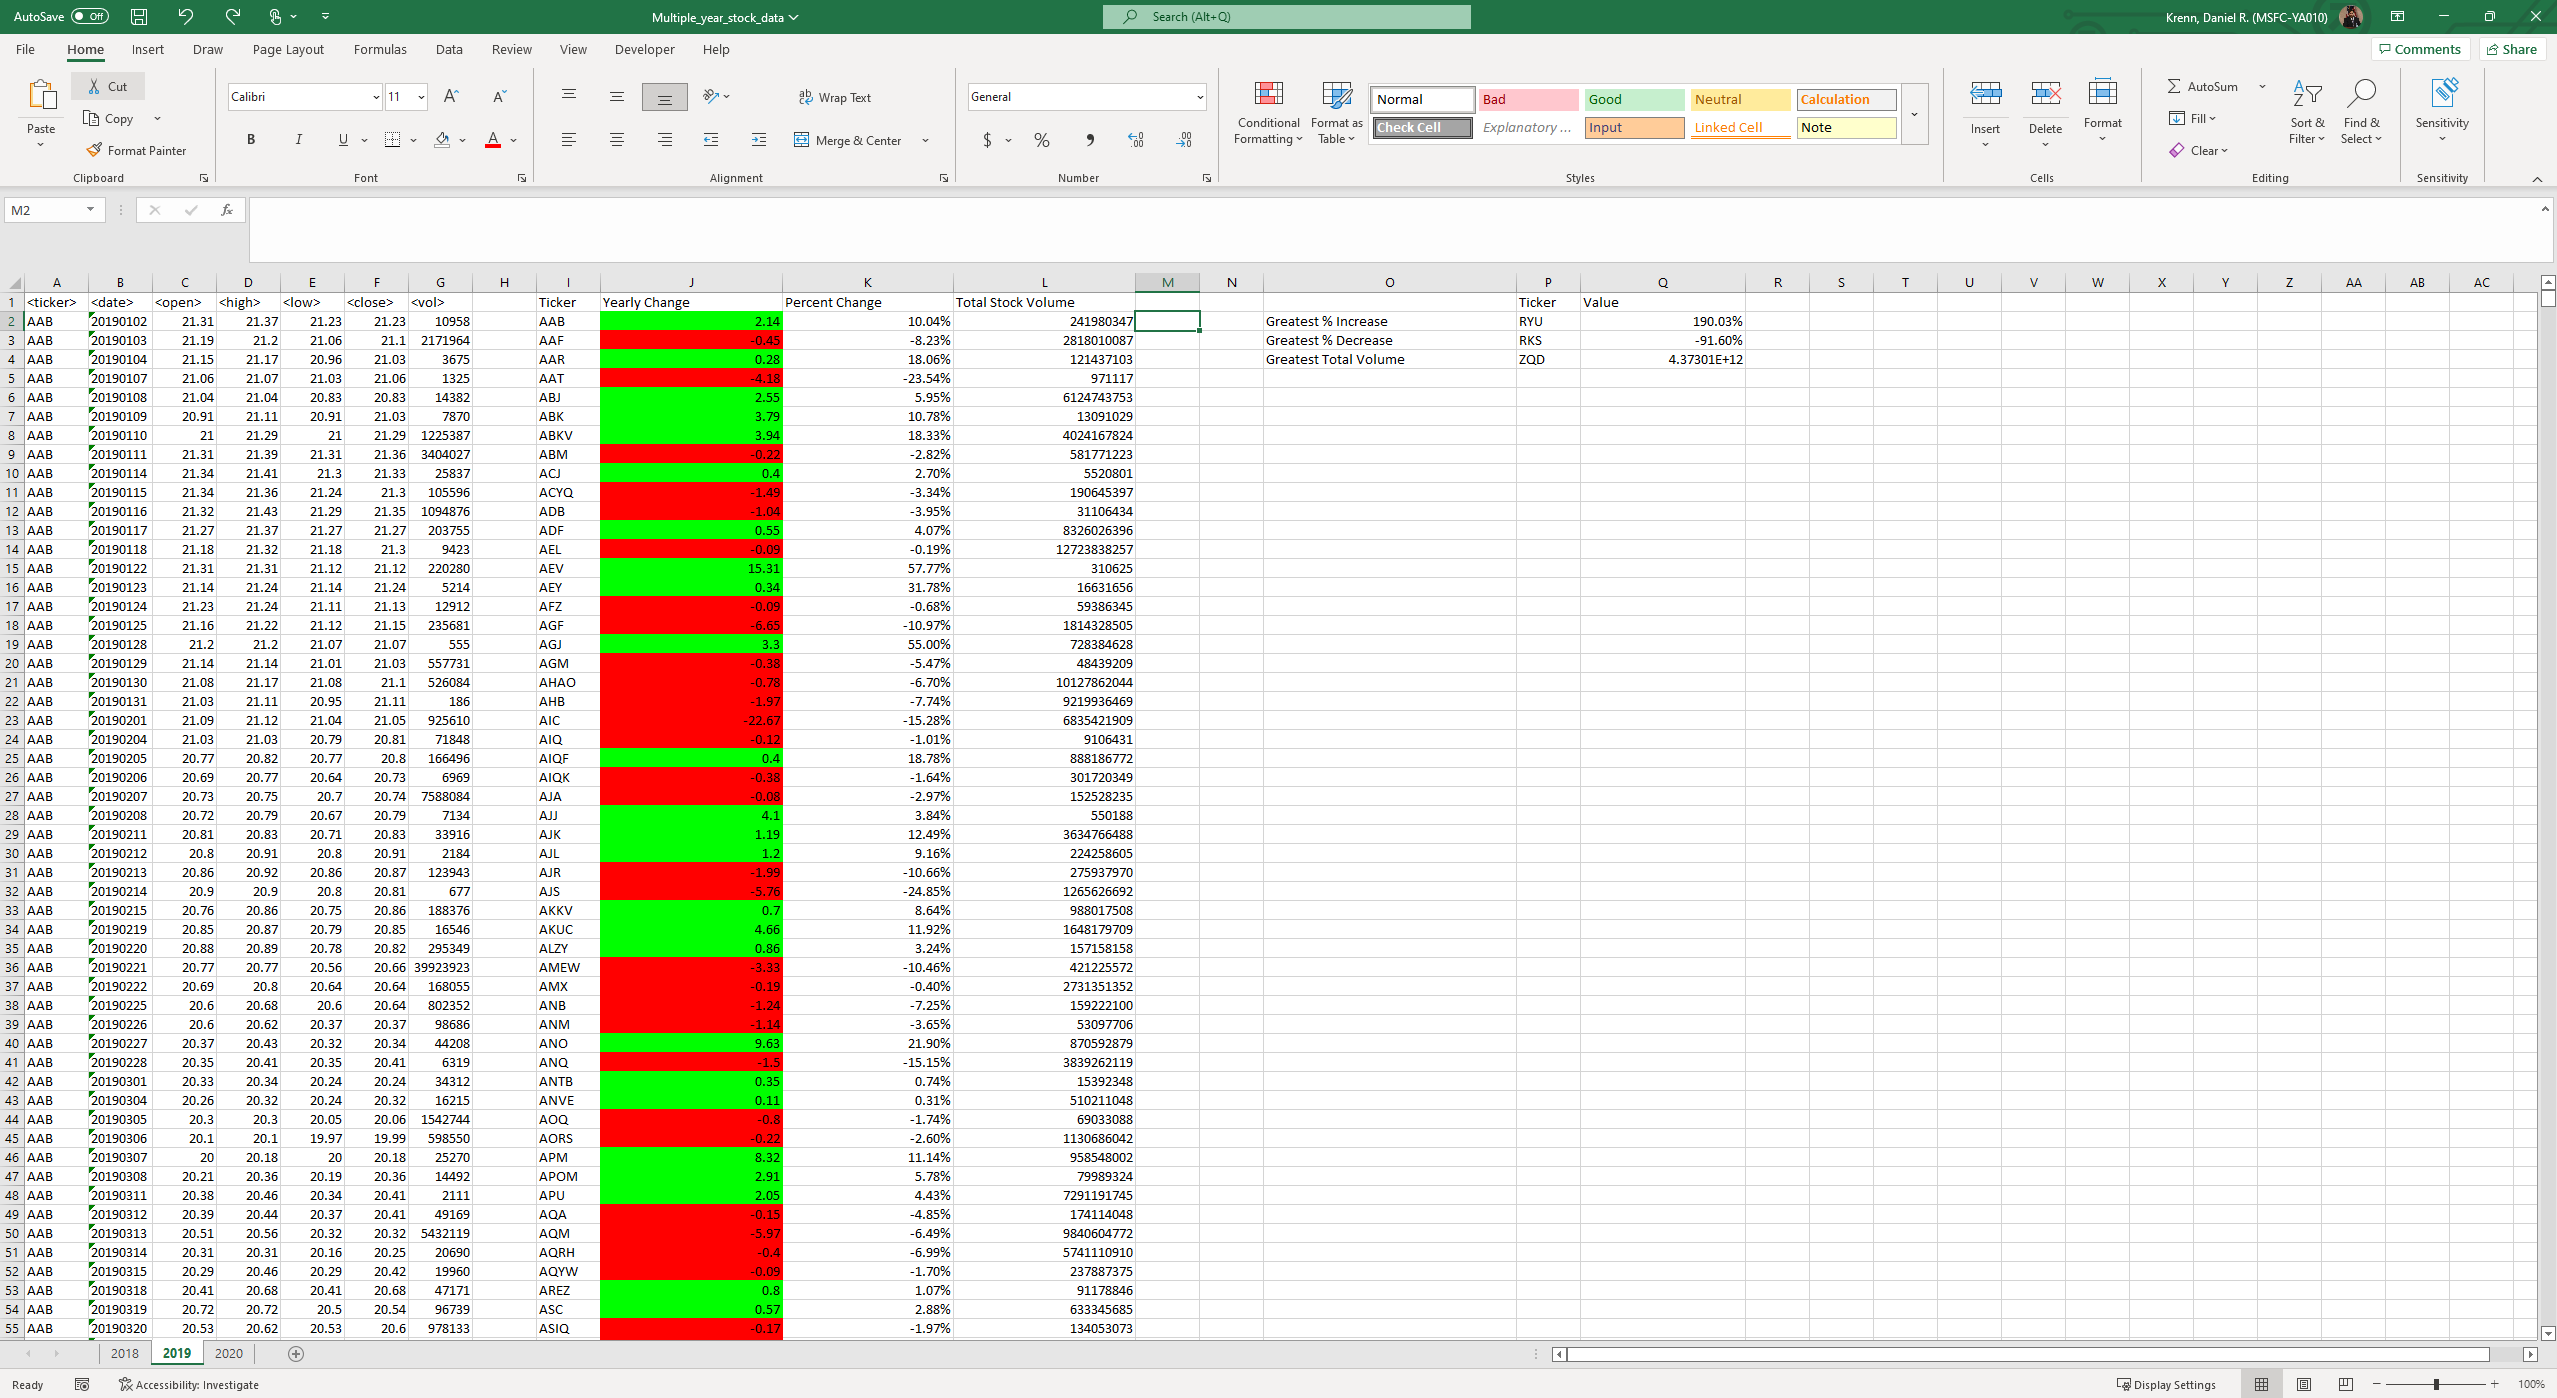 AutoSave Off Multiple_year_stock_data Search (Alt+Q) Krenn, Daniel R. (MSFC-YA010)
File Home Insert Draw Page Layout Formulas Data Review View Developer Help Comments Share
Paste Cut Copy Format Painter Clipboard
Calibri 11 B I U A Font
Wrap Text Merge & Center Alignment
General $ % Number
Conditional Formatting Format as Table
Normal Bad Good Neutral Calculation
Check Cell Explanatory ... Input Linked Cell Note
Styles
Insert Delete Format Cells
AutoSum Fill Clear Sort & Filter Find & Select Editing
Sensitivity Sensitivity
M2 fx
A B C D E F G H I J K L M N O P Q R S T U V W X Y Z AA AB AC
1 <ticker> <date> <open> <high> <low> <close> <vol> Ticker Yearly Change Percent Change Total Stock Volume Ticker Value
2 AAB 20190102 21.31 21.37 21.23 21.23 10958 AAB 2.14 10.04% 241980347 Greatest % Increase RYU 190.03%
3 AAB 20190103 21.19 21.2 21.06 21.1 2171964 AAF -0.45 -8.23% 2818010087 Greatest % Decrease RKS -91.60%
4 AAB 20190104 21.15 21.17 20.96 21.03 3675 AAR 0.28 18.06% 121437103 Greatest Total Volume ZQD 4.37301E+12
5 AAB 20190107 21.06 21.07 21.03 21.06 1325 AAT -4.18 -23.54% 971117
6 AAB 20190108 21.04 21.04 20.83 20.83 14382 ABJ 2.55 5.95% 6124743753
7 AAB 20190109 20.91 21.11 20.91 21.03 7870 ABK 3.79 10.78% 13091029
8 AAB 20190110 21 21.29 21 21.29 1225387 ABKV 3.94 18.33% 4024167824
9 AAB 20190111 21.31 21.39 21.31 21.36 3404027 ABM -0.22 -2.82% 581771223
10 AAB 20190114 21.34 21.41 21.3 21.33 25837 ACJ 0.4 2.70% 5520801
11 AAB 20190115 21.34 21.36 21.24 21.3 105596 ACYQ -1.49 -3.34% 190645397
12 AAB 20190116 21.32 21.43 21.29 21.35 1094876 ADB -1.04 -3.95% 31106434
13 AAB 20190117 21.27 21.37 21.27 21.27 203755 ADF 0.55 4.07% 8326026396
14 AAB 20190118 21.18 21.32 21.18 21.3 9423 AEL -0.09 -0.19% 12723838257
15 AAB 20190122 21.31 21.31 21.12 21.12 220280 AEV 15.31 57.77% 310625
16 AAB 20190123 21.14 21.24 21.14 21.24 5214 AEY 0.34 31.78% 16631656
17 AAB 20190124 21.23 21.24 21.11 21.13 12912 AFZ -0.09 -0.68% 59386345
18 AAB 20190125 21.16 21.22 21.12 21.15 235681 AGF -6.65 -10.97% 1814328505
19 AAB 20190128 21.2 21.2 21.07 21.07 555 AGJ 3.3 55.00% 728384628
20 AAB 20190129 21.14 21.14 21.01 21.03 557731 AGM -0.38 -5.47% 48439209
21 AAB 20190130 21.08 21.17 21.08 21.1 526084 AHAO -0.78 -6.70% 10127862044
22 AAB 20190131 21.03 21.11 20.95 21.11 186 AHB -1.97 -7.74% 9219936469
23 AAB 20190201 21.09 21.12 21.04 21.05 925610 AIC -22.67 -15.28% 6835421909
24 AAB 20190204 21.03 21.03 20.79 20.81 71848 AIQ -0.12 -1.01% 9106431
25 AAB 20190205 20.77 20.82 20.77 20.8 166496 AIQF 0.4 18.78% 888186772
26 AAB 20190206 20.69 20.77 20.64 20.73 6969 AIQK -0.38 -1.64% 301720349
27 AAB 20190207 20.73 20.75 20.7 20.74 7588084 AJA -0.08 -2.97% 152528235
28 AAB 20190208 20.72 20.79 20.67 20.79 7134 AJJ 4.1 3.84% 550188
29 AAB 20190211 20.81 20.83 20.71 20.83 33916 AJK 1.19 12.49% 3634766488
30 AAB 20190212 20.8 20.91 20.8 20.91 2184 AJL 1.2 9.16% 224258605
31 AAB 20190213 20.86 20.92 20.86 20.87 123943 AJR -1.99 -10.66% 275937970
32 AAB 20190214 20.9 20.9 20.8 20.81 677 AJS -5.76 -24.85% 1265626692
33 AAB 20190215 20.76 20.86 20.75 20.86 188376 AKKV 0.7 8.64% 988017508
34 AAB 20190219 20.85 20.87 20.79 20.85 16546 AKUC 4.66 11.92% 1648179709
35 AAB 20190220 20.88 20.89 20.78 20.82 295349 ALZY 0.86 3.24% 157158158
36 AAB 20190221 20.77 20.77 20.56 20.66 39923923 AMEW -3.33 -10.46% 421225572
37 AAB 20190222 20.69 20.8 20.64 20.64 168055 AMX -0.19 -0.40% 2731351352
38 AAB 20190225 20.6 20.68 20.6 20.64 802352 ANB -1.24 -7.25% 159222100
39 AAB 20190226 20.6 20.62 20.37 20.37 98686 ANM -1.14 -3.65% 53097706
40 AAB 20190227 20.37 20.43 20.32 20.34 44208 ANO 9.63 21.90% 870592879
41 AAB 20190228 20.35 20.41 20.35 20.41 6319 ANQ -1.5 -15.15% 3839262119
42 AAB 20190301 20.33 20.34 20.24 20.24 34312 ANTB 0.35 0.74% 15392348
43 AAB 20190304 20.26 20.32 20.24 20.32 16215 ANVE 0.11 0.31% 510211048
44 AAB 20190305 20.3 20.3 20.05 20.06 1542744 AOQ -0.8 -1.74% 69033088
45 AAB 20190306 20.1 20.1 19.97 19.99 598550 AORS -0.22 -2.60% 1130686042
46 AAB 20190307 20 20.18 20 20.18 25270 APM 8.32 11.14% 958548002
47 AAB 20190308 20.21 20.36 20.19 20.36 14492 APOM 2.91 5.78% 79989324
48 AAB 20190311 20.38 20.46 20.34 20.41 2111 APU 2.05 4.43% 7291191745
49 AAB 20190312 20.39 20.44 20.37 20.41 49169 AQA -0.15 -4.85% 174114048
50 AAB 20190313 20.51 20.56 20.32 20.32 5432119 AQM -5.97 -6.49% 9840604772
51 AAB 20190314 20.31 20.31 20.16 20.25 20690 AQRH -0.4 -6.99% 5741110910
52 AAB 20190315 20.29 20.46 20.29 20.42 19960 AQYW -0.09 -1.70% 237887375
53 AAB 20190318 20.41 20.68 20.41 20.68 47171 AREZ 0.8 1.07% 91178846
54 AAB 20190319 20.72 20.72 20.5 20.54 96739 ASC 0.57 2.88% 633345685
55 AAB 20190320 20.53 20.62 20.53 20.6 978133 ASIQ -0.17 -1.97% 134053073
2018 2019 2020
Ready Accessibility: Investigate Display Settings 100%